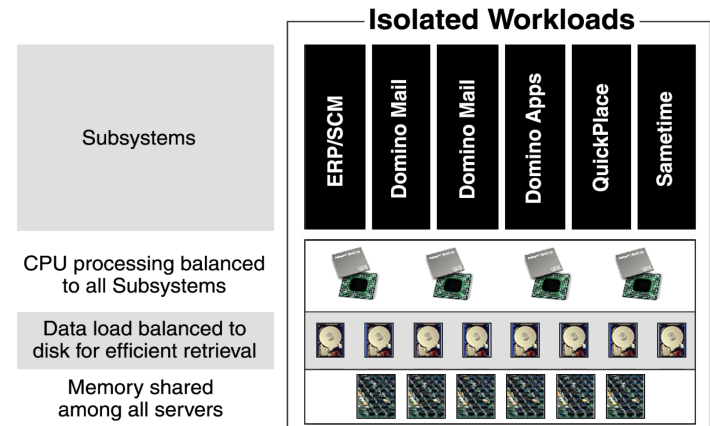 Isolated Workloads
Subsystems
ERP/SCM
Domino Mail
Domino Mail
Domino Apps
QuickPlace
Sametime
CPU processing balanced
to all Subsystems
Data load balanced to
disk for efficient retrieval
Memory shared
among all servers